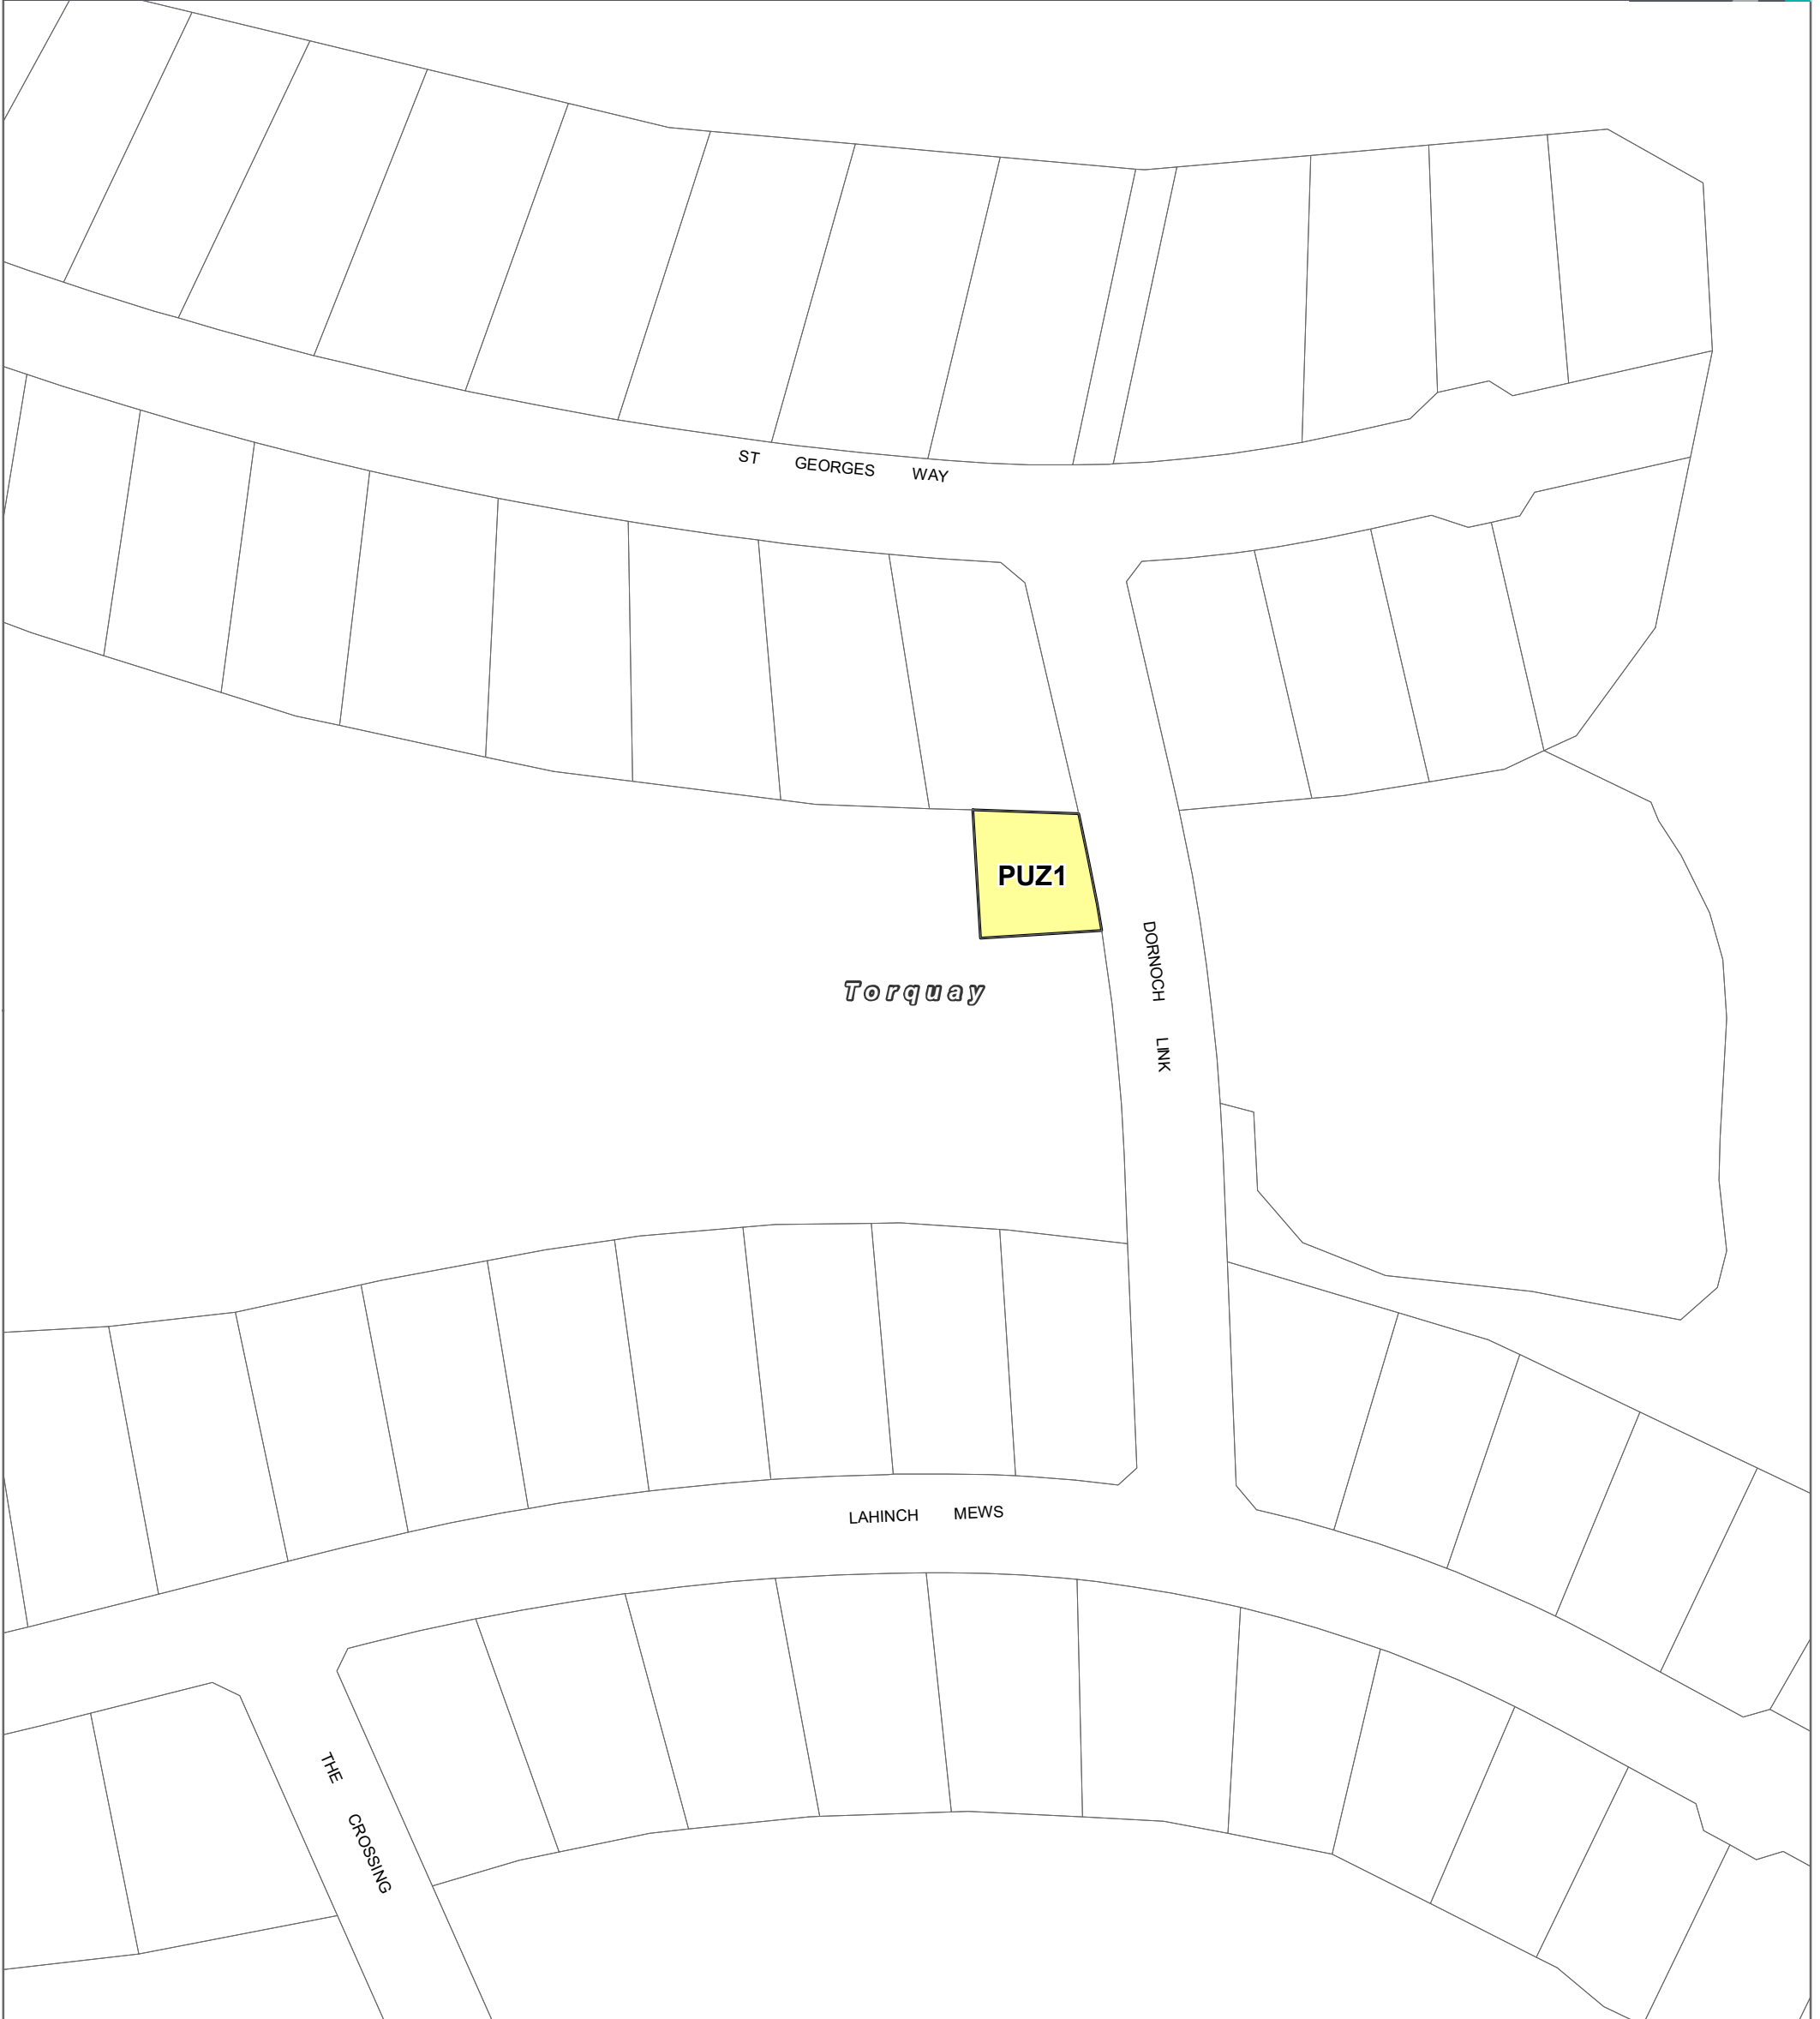 ST GEORGES WAY
PUZ1
DORNOCH LINK
Torquay
LAHINCH MEWS
THE CROSSING